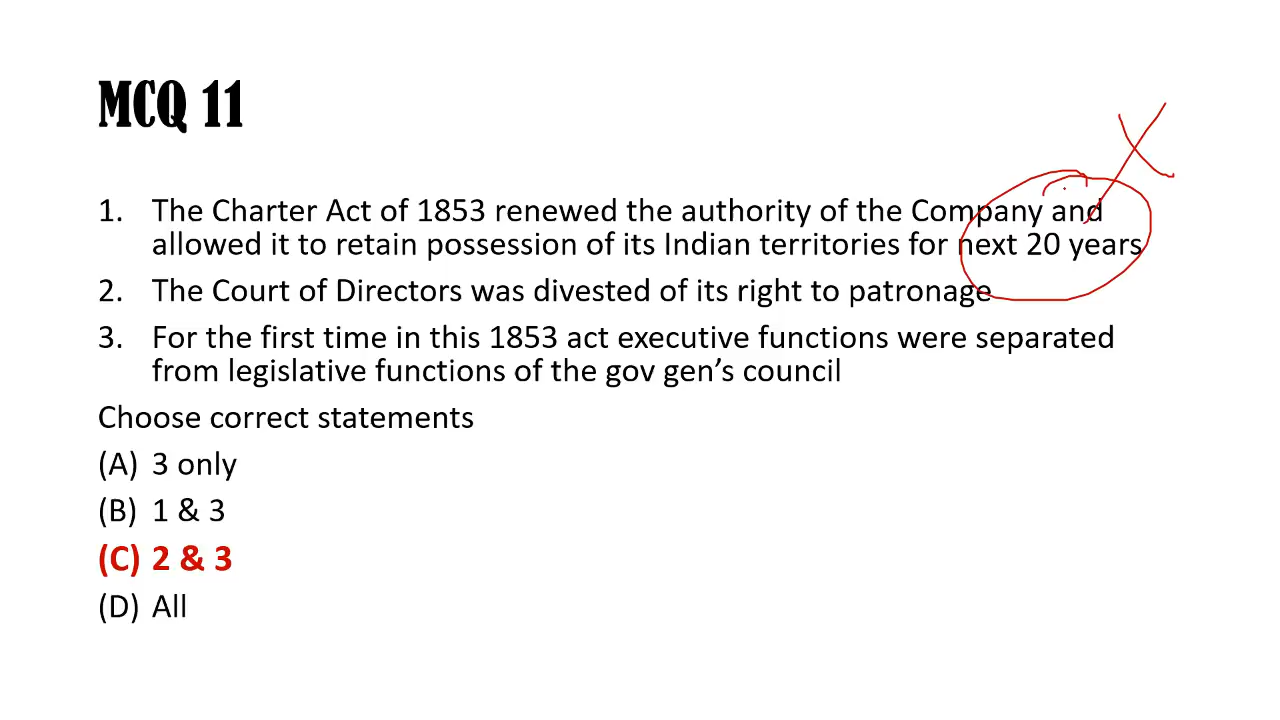 MCQ 11
1. The Charter Act of 1853 renewed the authority of the Company and
allowed it to retain possession of its Indian territories for next 20 years
2. The Court of Directors was divested of its right to patronage
3. For the first time in this 1853 act executive functions were separated
from legislative functions of the gov gen’s council
Choose correct statements
(A) 3 only
(B) 1 & 3
(C) 2 & 3
(D) All